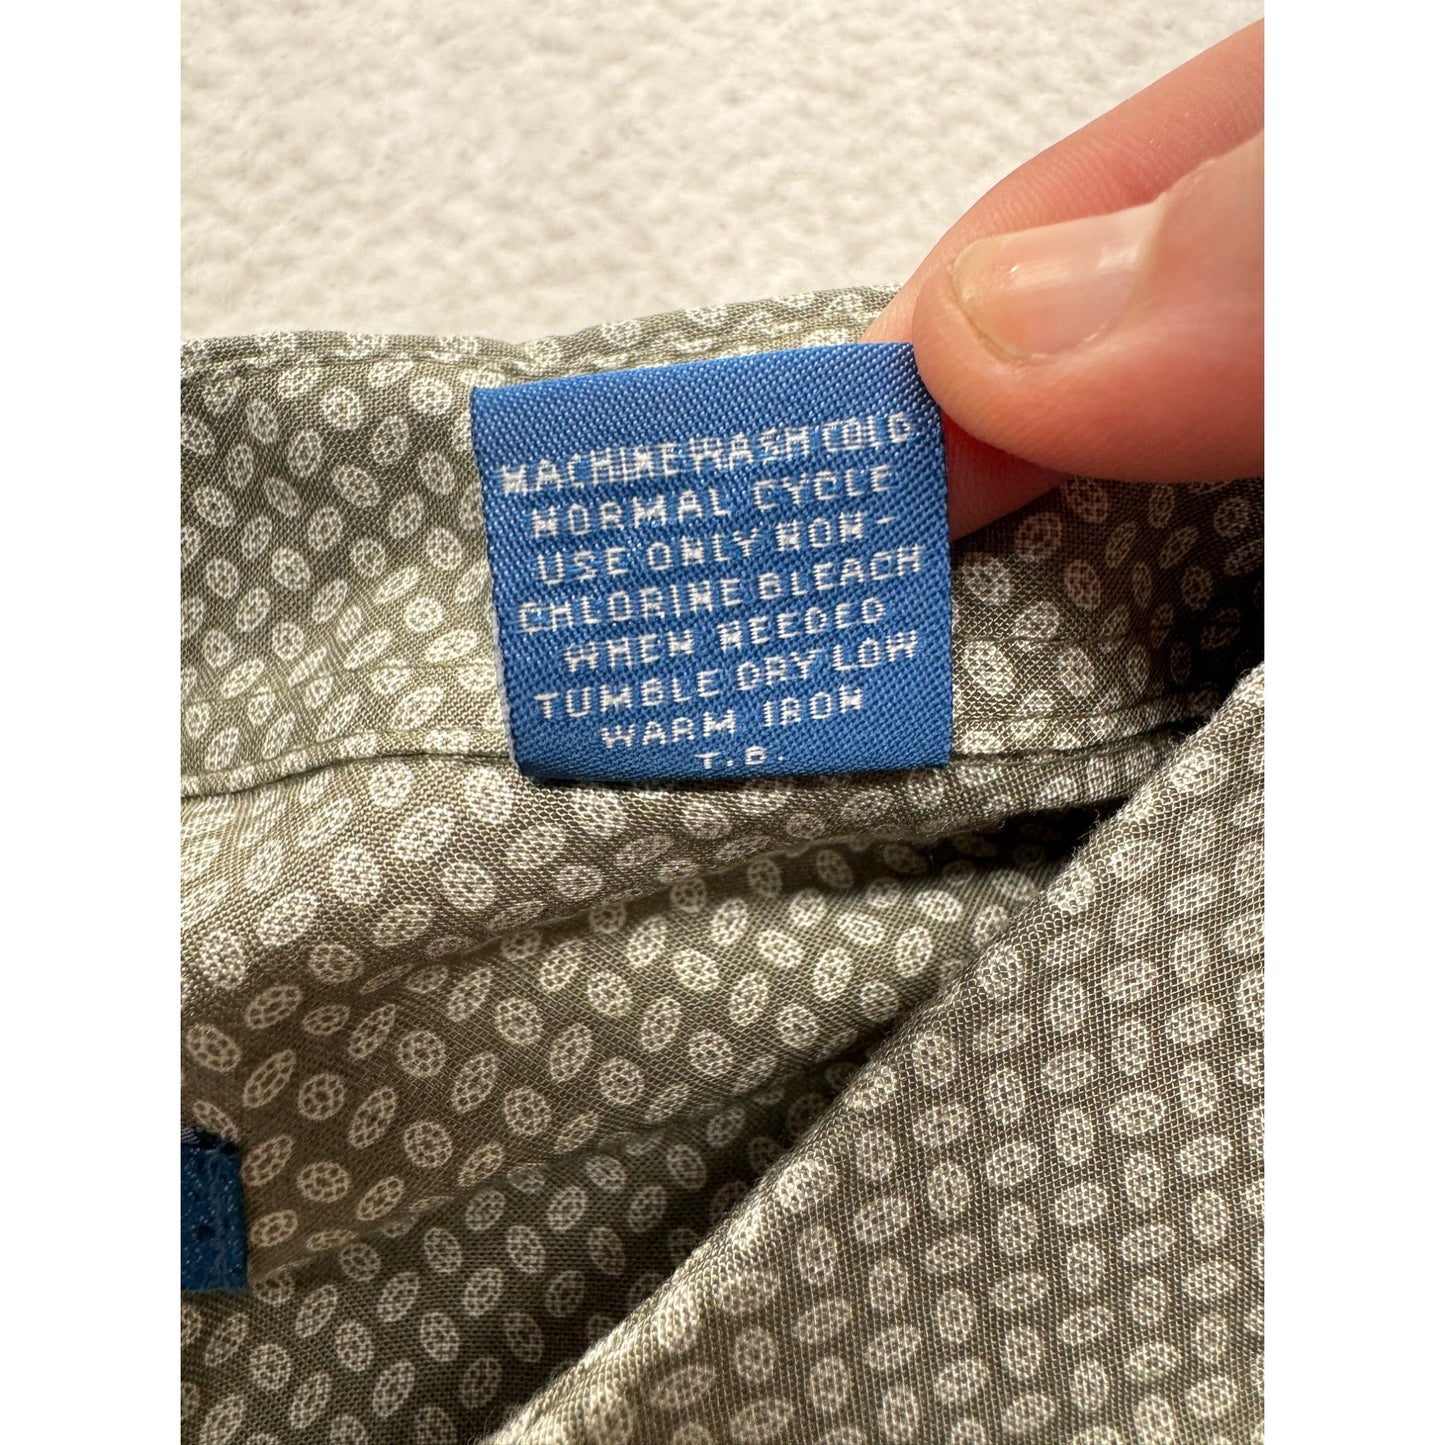 MACHINE WASH COLD
NORMAL CYCLE
USE ONLY NON-
CHLORINE BLEACH
WHEN NEEDED
TUMBLE DRY LOW
WARM IRON
T.B.